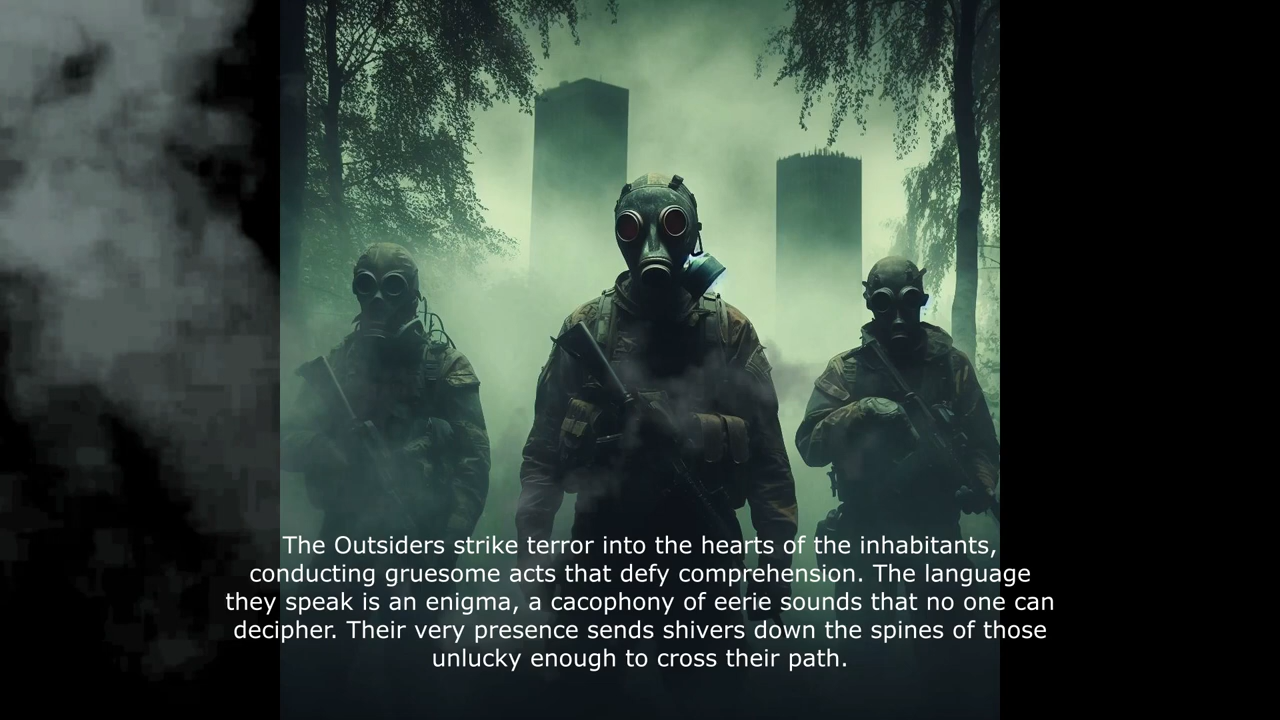 The Outsiders strike terror into the hearts of the inhabitants,
conducting gruesome acts that defy comprehension. The language
they speak is an enigma, a cacophony of eerie sounds that no one can
decipher. Their very presence sends shivers down the spines of those
unlucky enough to cross their path.